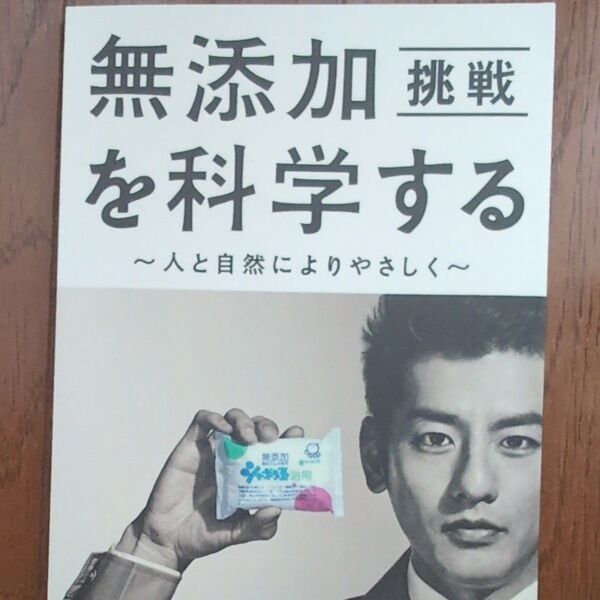 無添加 挑戦
を科学する
～人と自然によりやさしく～
無添加
シャボン玉 浴用